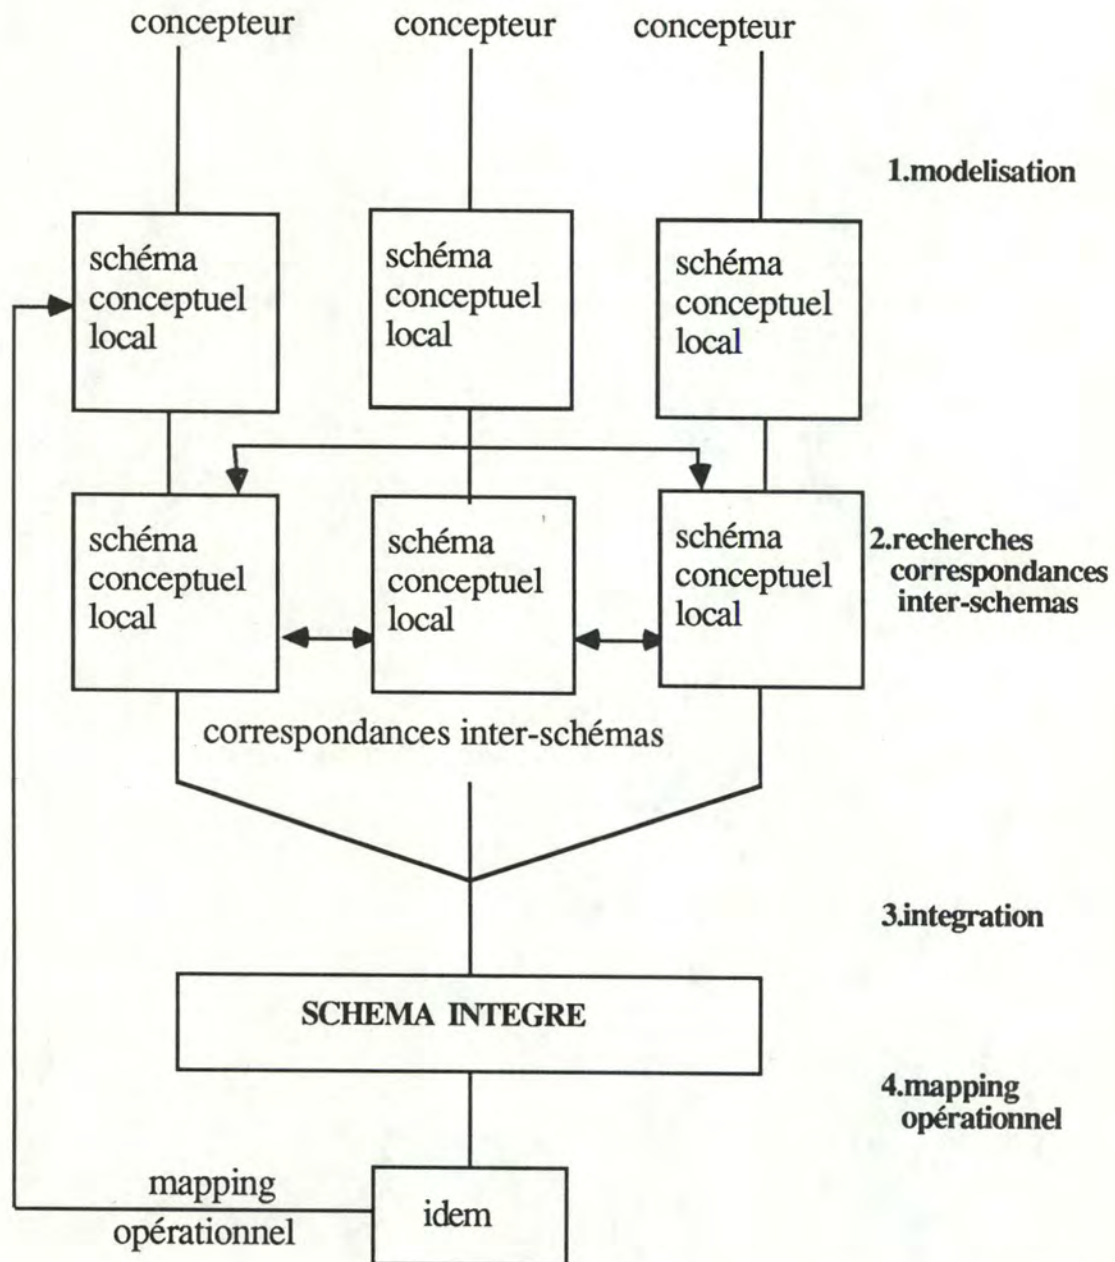 concepteur
concepteur
concepteur
1.modelisation
schéma
conceptuel
local
schéma
conceptuel
local
schéma
conceptuel
local
schéma
conceptuel
local
schéma
conceptuel
local
schéma
conceptuel
local
2.recherches
correspondances
inter-schemas
correspondances inter-schémas
3.integration
SCHEMA INTEGRE
4.mapping
opérationnel
mapping
opérationnel
idem